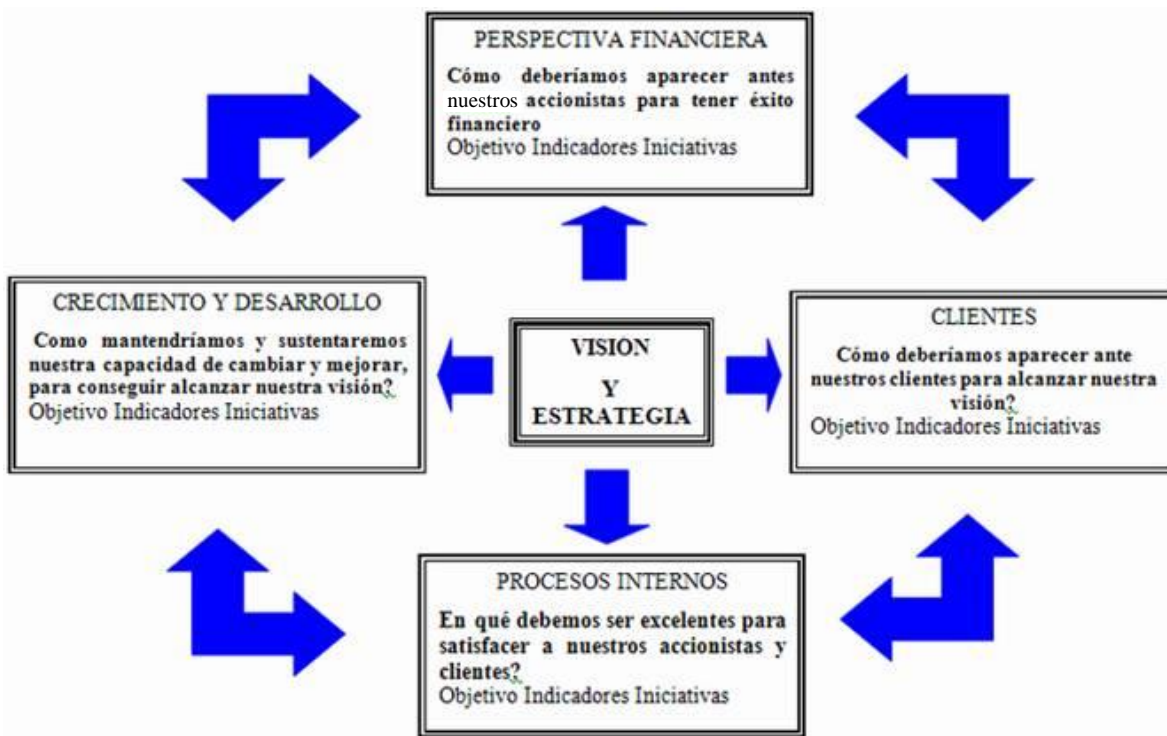 PERSPECTIVA FINANCIERA
Cómo deberíamos aparecer antes
nuestros accionistas para tener éxito
financiero
Objetivo Indicadores Iniciativas
CRECIMIENTO Y DESARROLLO
Como mantendríamos y sustentaremos
nuestra capacidad de cambiar y mejorar,
para conseguir alcanzar nuestra visión?
Objetivo Indicadores Iniciativas
VISION
Y
ESTRATEGIA
CLIENTES
Cómo deberíamos aparecer ante
nuestros clientes para alcanzar nuestra
visión?
Objetivo Indicadores Iniciativas
PROCESOS INTERNOS
En qué debemos ser excelentes para
satisfacer a nuestros accionistas y
clientes?
Objetivo Indicadores Iniciativas